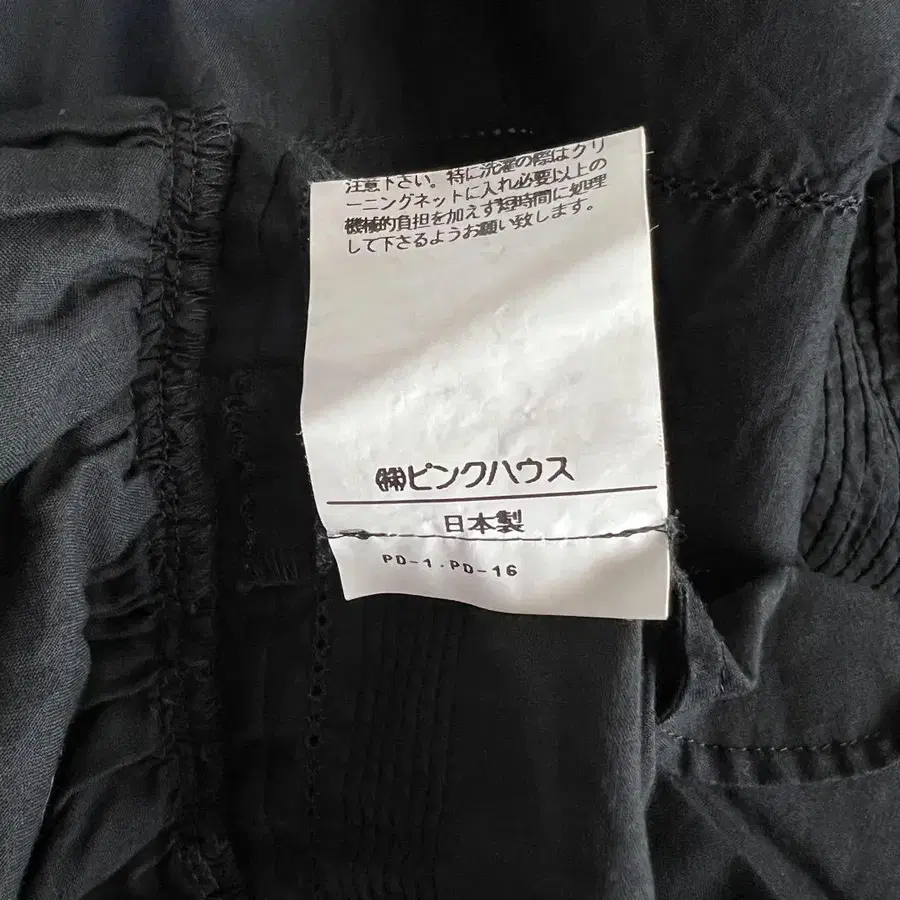 注意下さい。特に洗濯の際はクリ
ーニングネットに入れ必要以上の
機械的負担を加えず短時間に処理
して下さるようお願い致します。
㈱ピンクハウス
日本製
PD-1.PD-16